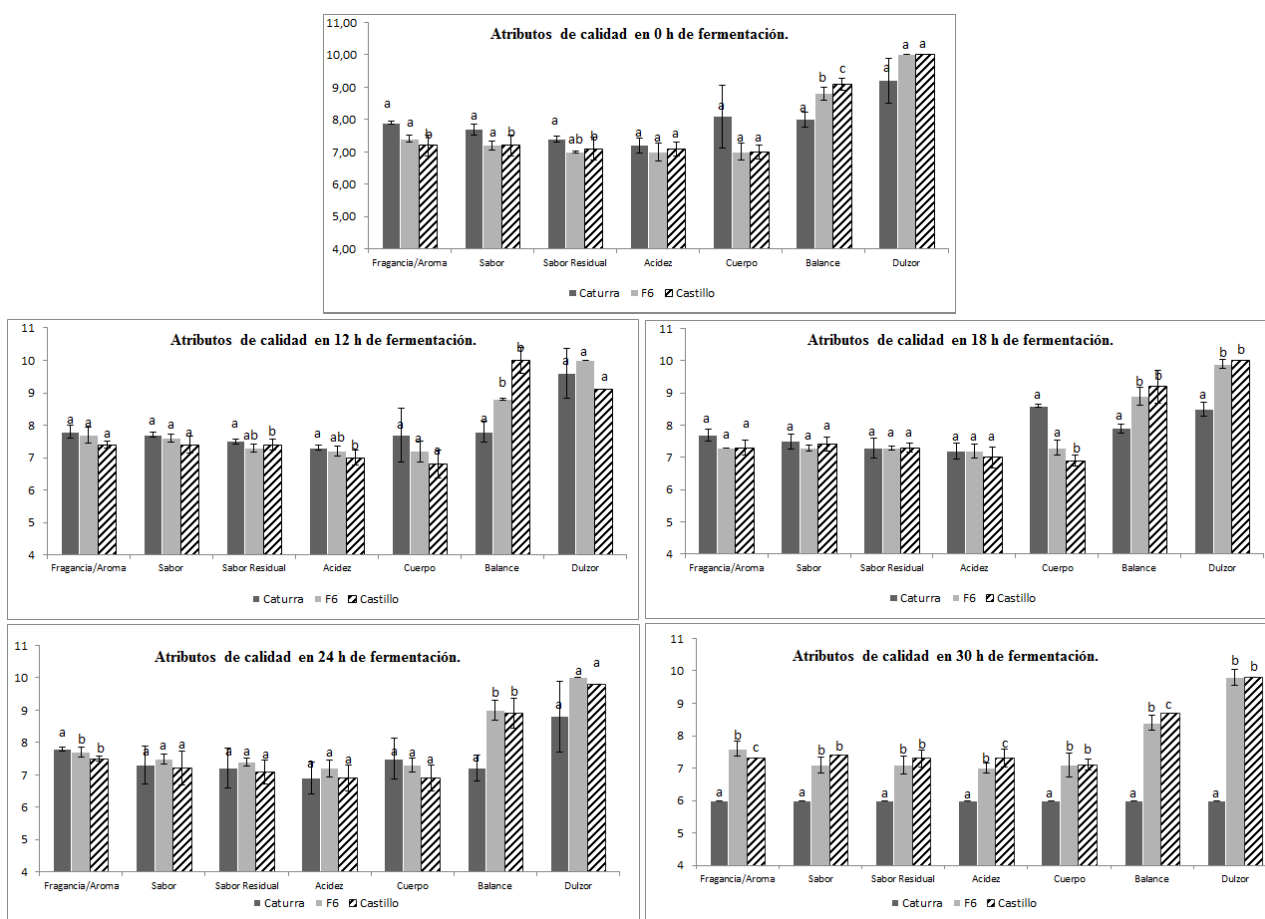 Atributos de calidad en 0 h de fermentación.
11,00
10,00
9,00
8,00
7,00
6,00
5,00
4,00
a a b
a a b
a ab b
a a a
a a a
a b c
a a a
Fragancia/Aroma Sabor Sabor Residual Acidez Cuerpo Balance Dulzor
Caturra F6 Castillo
Atributos de calidad en 12 h de fermentación.
11
10
9
8
7
6
5
4
a a a
a a a
a ab b
a ab b
a a a
a b b
a a a
Fragancia/Aroma Sabor Sabor Residual Acidez Cuerpo Balance Dulzor
Caturra F6 Castillo
Atributos de calidad en 18 h de fermentación.
11
10
9
8
7
6
5
4
a a a
a a a
a a a
a a a
a a b
a b b
a b b
Fragancia/Aroma Sabor Sabor Residual Acidez Cuerpo Balance Dulzor
Caturra F6 Castillo
Atributos de calidad en 24 h de fermentación.
11
10
9
8
7
6
5
4
a b b
a a a
a a a
a a a
a a a
a b b
a a a
Fragancia/Aroma Sabor Sabor Residual Acidez Cuerpo Balance Dulzor
Caturra F6 Castillo
Atributos de calidad en 30 h de fermentación.
11
10
9
8
7
6
5
4
a b c
a b b
a b b
a b c
a b b
a b c
a b b
Fragancia/Aroma Sabor Sabor Residual Acidez Cuerpo Balance Dulzor
Caturra F6 Castillo